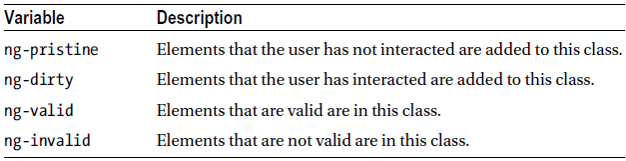 Variable Description
ng-pristine Elements that the user has not interacted are added to this class.
ng-dirty Elements that the user has interacted are added to this class.
ng-valid Elements that are valid are in this class.
ng-invalid Elements that are not valid are in this class.